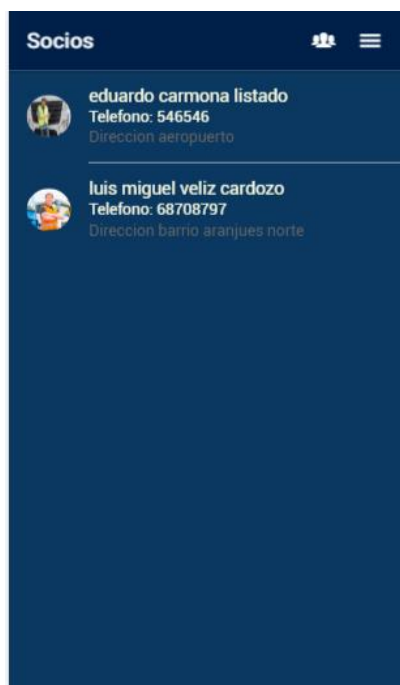 Socios
eduardo carmona listado
Telefono: 546546
Direccion aeropuerto
luis miguel veliz cardozo
Telefono: 68708797
Direccion barrio aranjues norte